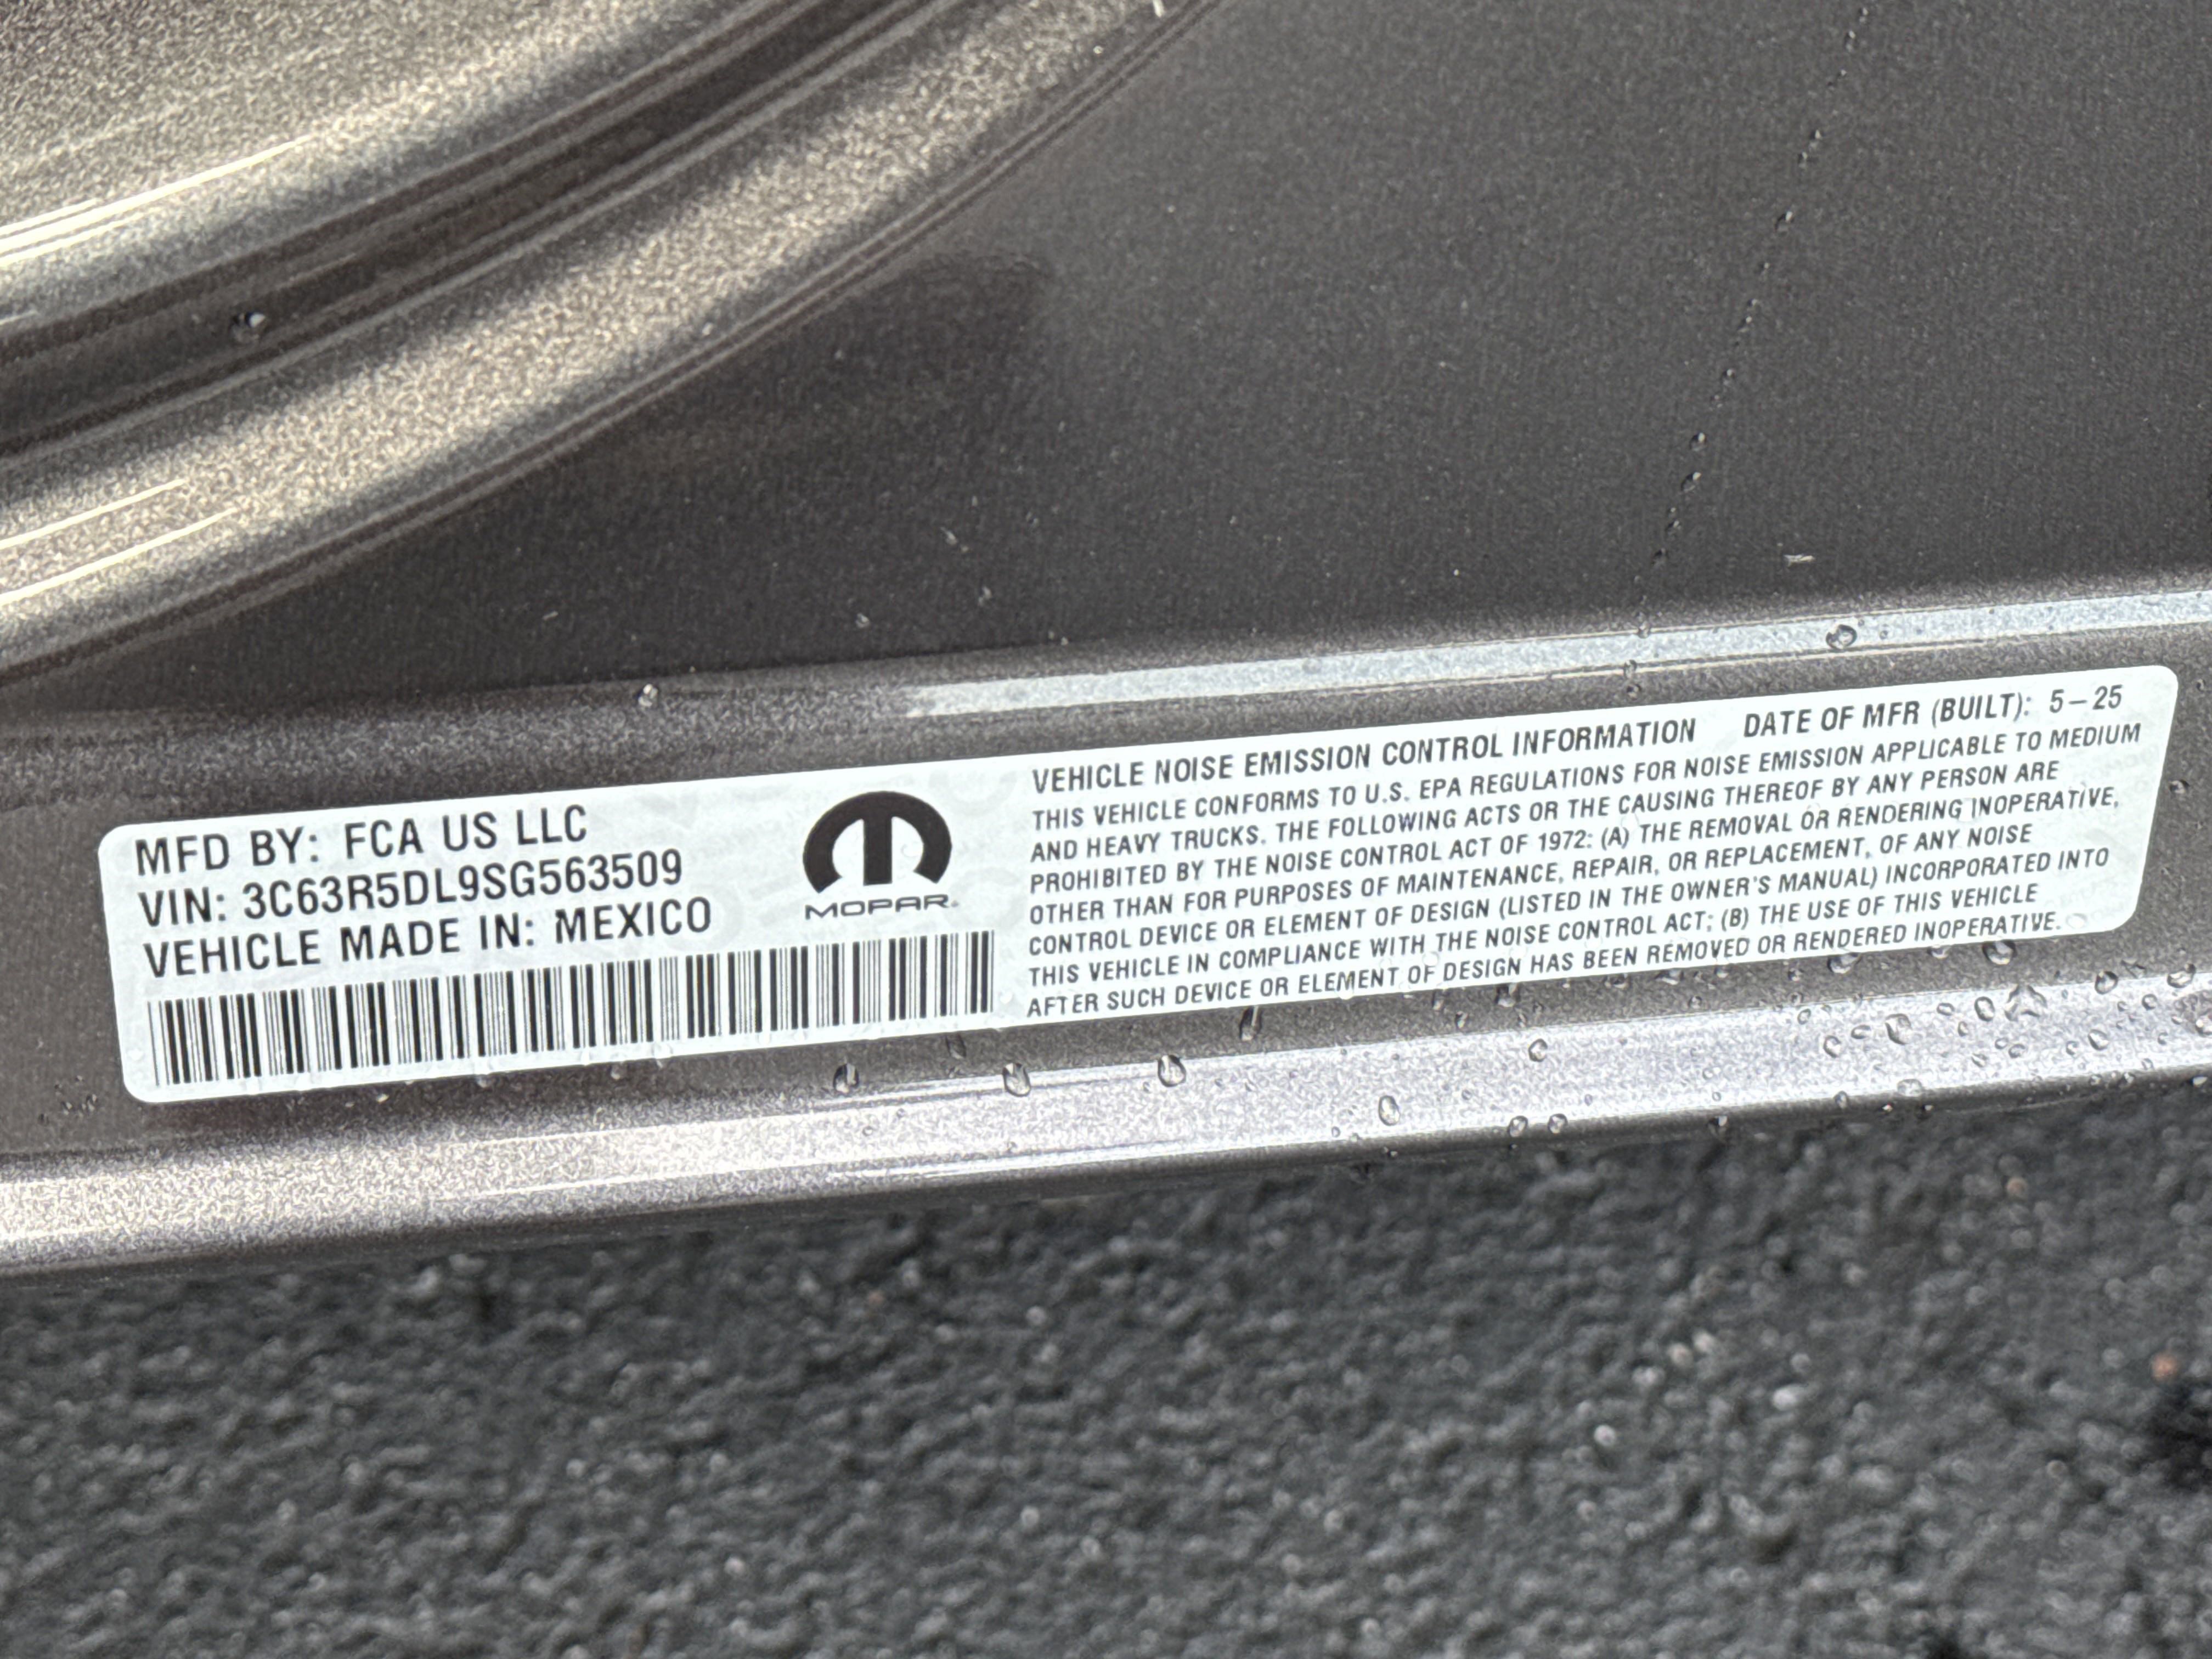 MFD BY: FCA US LLC
VIN: 3C63R5DL9SG563509
VEHICLE MADE IN: MEXICO
MOPAR®
VEHICLE NOISE EMISSION CONTROL INFORMATION DATE OF MFR (BUILT): 5-25
THIS VEHICLE CONFORMS TO U.S. EPA REGULATIONS FOR NOISE EMISSION APPLICABLE TO MEDIUM
AND HEAVY TRUCKS. THE FOLLOWING ACTS OR THE CAUSING THEREOF BY ANY PERSON ARE
PROHIBITED BY THE NOISE CONTROL ACT OF 1972: (A) THE REMOVAL OR RENDERING INOPERATIVE,
OTHER THAN FOR PURPOSES OF MAINTENANCE, REPAIR, OR REPLACEMENT, OF ANY NOISE
CONTROL DEVICE OR ELEMENT OF DESIGN (LISTED IN THE OWNER'S MANUAL) INCORPORATED INTO
THIS VEHICLE IN COMPLIANCE WITH THE NOISE CONTROL ACT; (B) THE USE OF THIS VEHICLE
AFTER SUCH DEVICE OR ELEMENT OF DESIGN HAS BEEN REMOVED OR RENDERED INOPERATIVE.